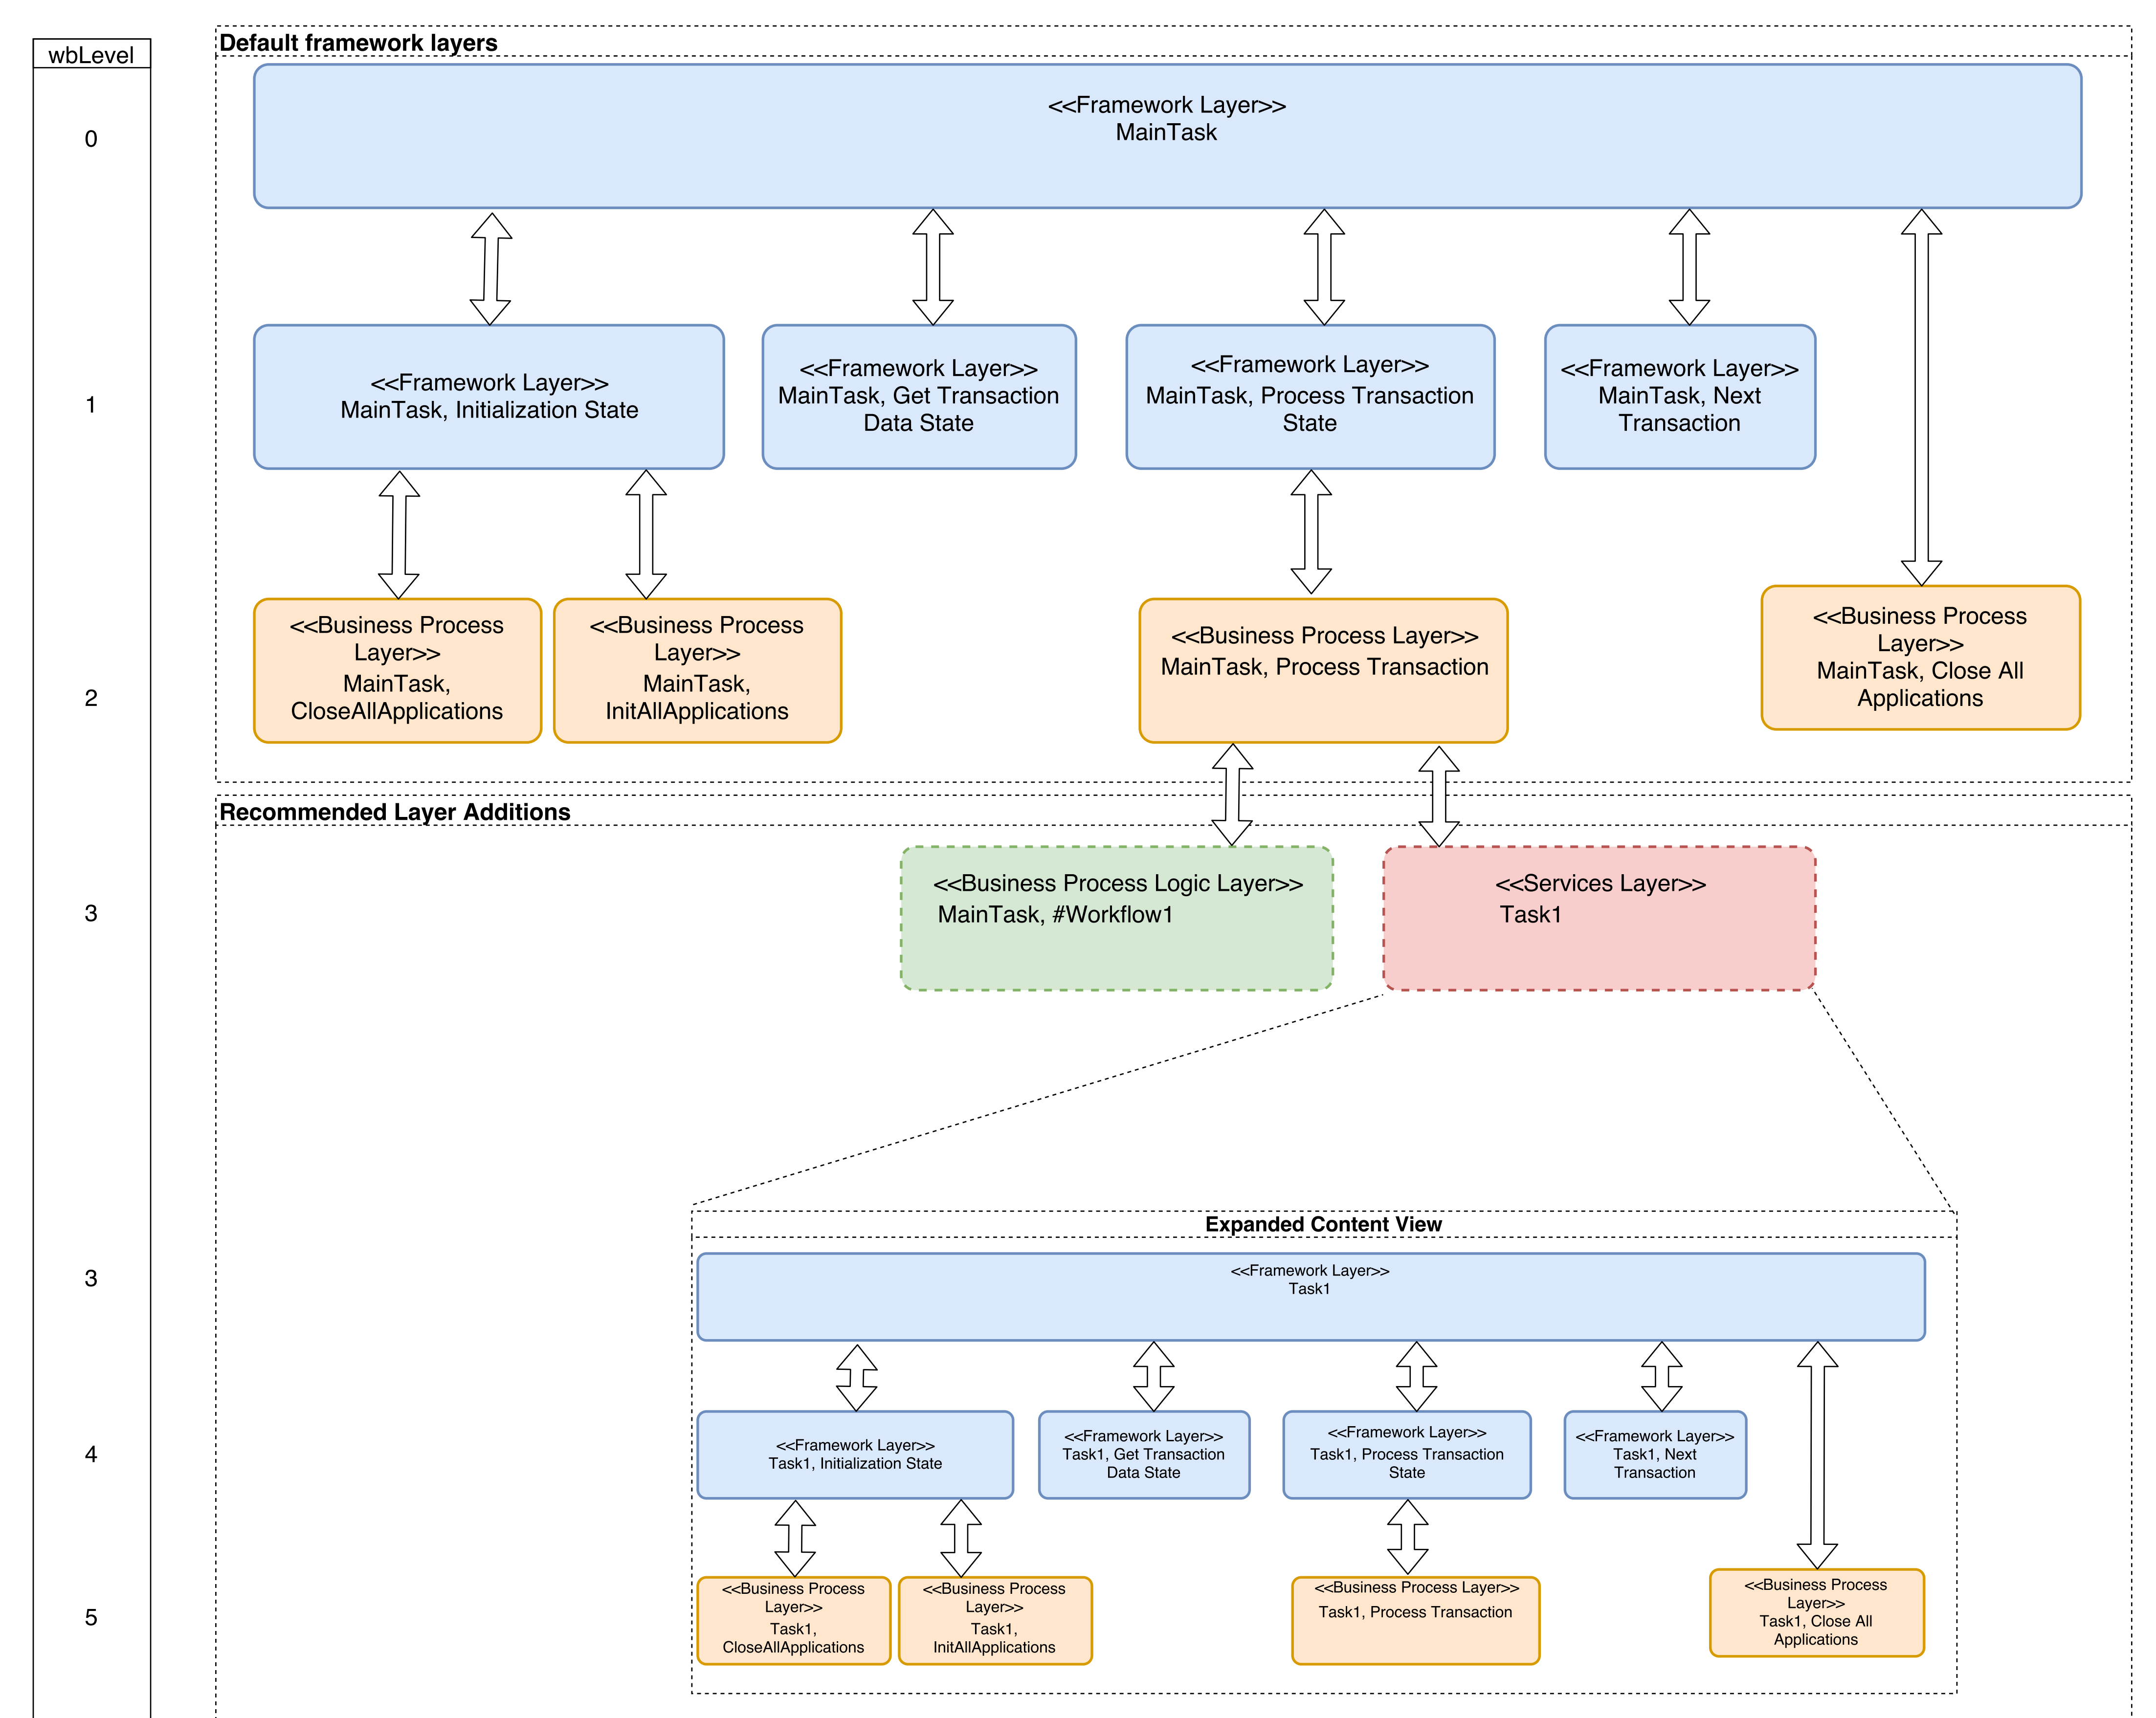 wbLevel
Default framework layers
0
<<Framework Layer>>
MainTask
1
<<Framework Layer>>
MainTask, Initialization State
<<Framework Layer>>
MainTask, Get Transaction
Data State
<<Framework Layer>>
MainTask, Process Transaction
State
<<Framework Layer>>
MainTask, Next
Transaction
2
<<Business Process
Layer>>
MainTask,
CloseAllApplications
<<Business Process
Layer>>
MainTask,
InitAllApplications
<<Business Process Layer>>
MainTask, Process Transaction
<<Business Process
Layer>>
MainTask, Close All
Applications
Recommended Layer Additions
3
<<Business Process Logic Layer>>
MainTask, #Workflow1
<<Services Layer>>
Task1
Expanded Content View
3
<<Framework Layer>>
Task1
4
<<Framework Layer>>
Task1, Initialization State
<<Framework Layer>>
Task1, Get Transaction
Data State
<<Framework Layer>>
Task1, Process Transaction
State
<<Framework Layer>>
Task1, Next
Transaction
5
<<Business Process
Layer>>
Task1,
CloseAllApplications
<<Business Process
Layer>>
Task1,
InitAllApplications
<<Business Process Layer>>
Task1, Process Transaction
<<Business Process
Layer>>
Task1, Close All
Applications